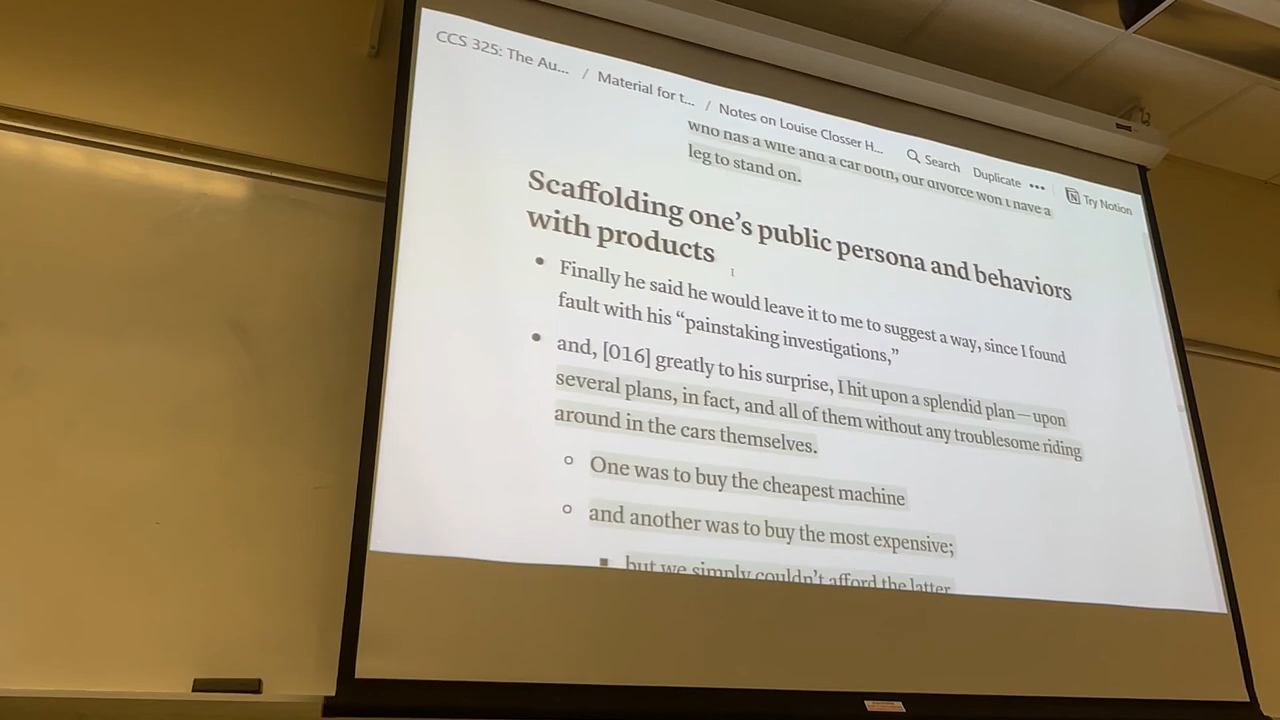 CCS 325: The Au... / Material for t... / Notes on Louise Closser H... Search Duplicate ••• Try Notion
who has a wife and a car both, our divorce won't have a
leg to stand on.
Scaffolding one's public persona and behaviors
with products
• Finally he said he would leave it to me to suggest a way, since I found
fault with his “painstaking investigations,”
• and, [016] greatly to his surprise, I hit upon a splendid plan—upon
several plans, in fact, and all of them without any troublesome riding
around in the cars themselves.
One was to buy the cheapest machine
and another was to buy the most expensive;
but we simply couldn't afford the latter